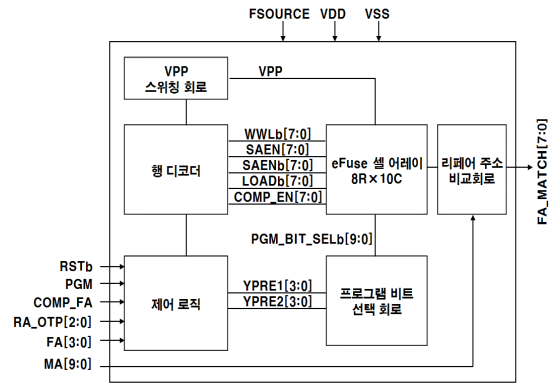 FSOURCE VDD VSS
VPP
스위칭 회로
VPP
행 디코더
WWLb[7:0]
SAEN[7:0]
SAENb[7:0]
LOADb[7:0]
COMP_EN[7:0]
eFuse 셀 어레이
8R×10C
리페어 주소
비교회로
FA_MATCH[7:0]
PGM_BIT_SELb[9:0]
RSTb
PGM
COMP_FA
RA_OTP[2:0]
FA[3:0]
MA[9:0]
제어 로직
YPRE1[3:0]
YPRE2[3:0]
프로그램 비트
선택 회로